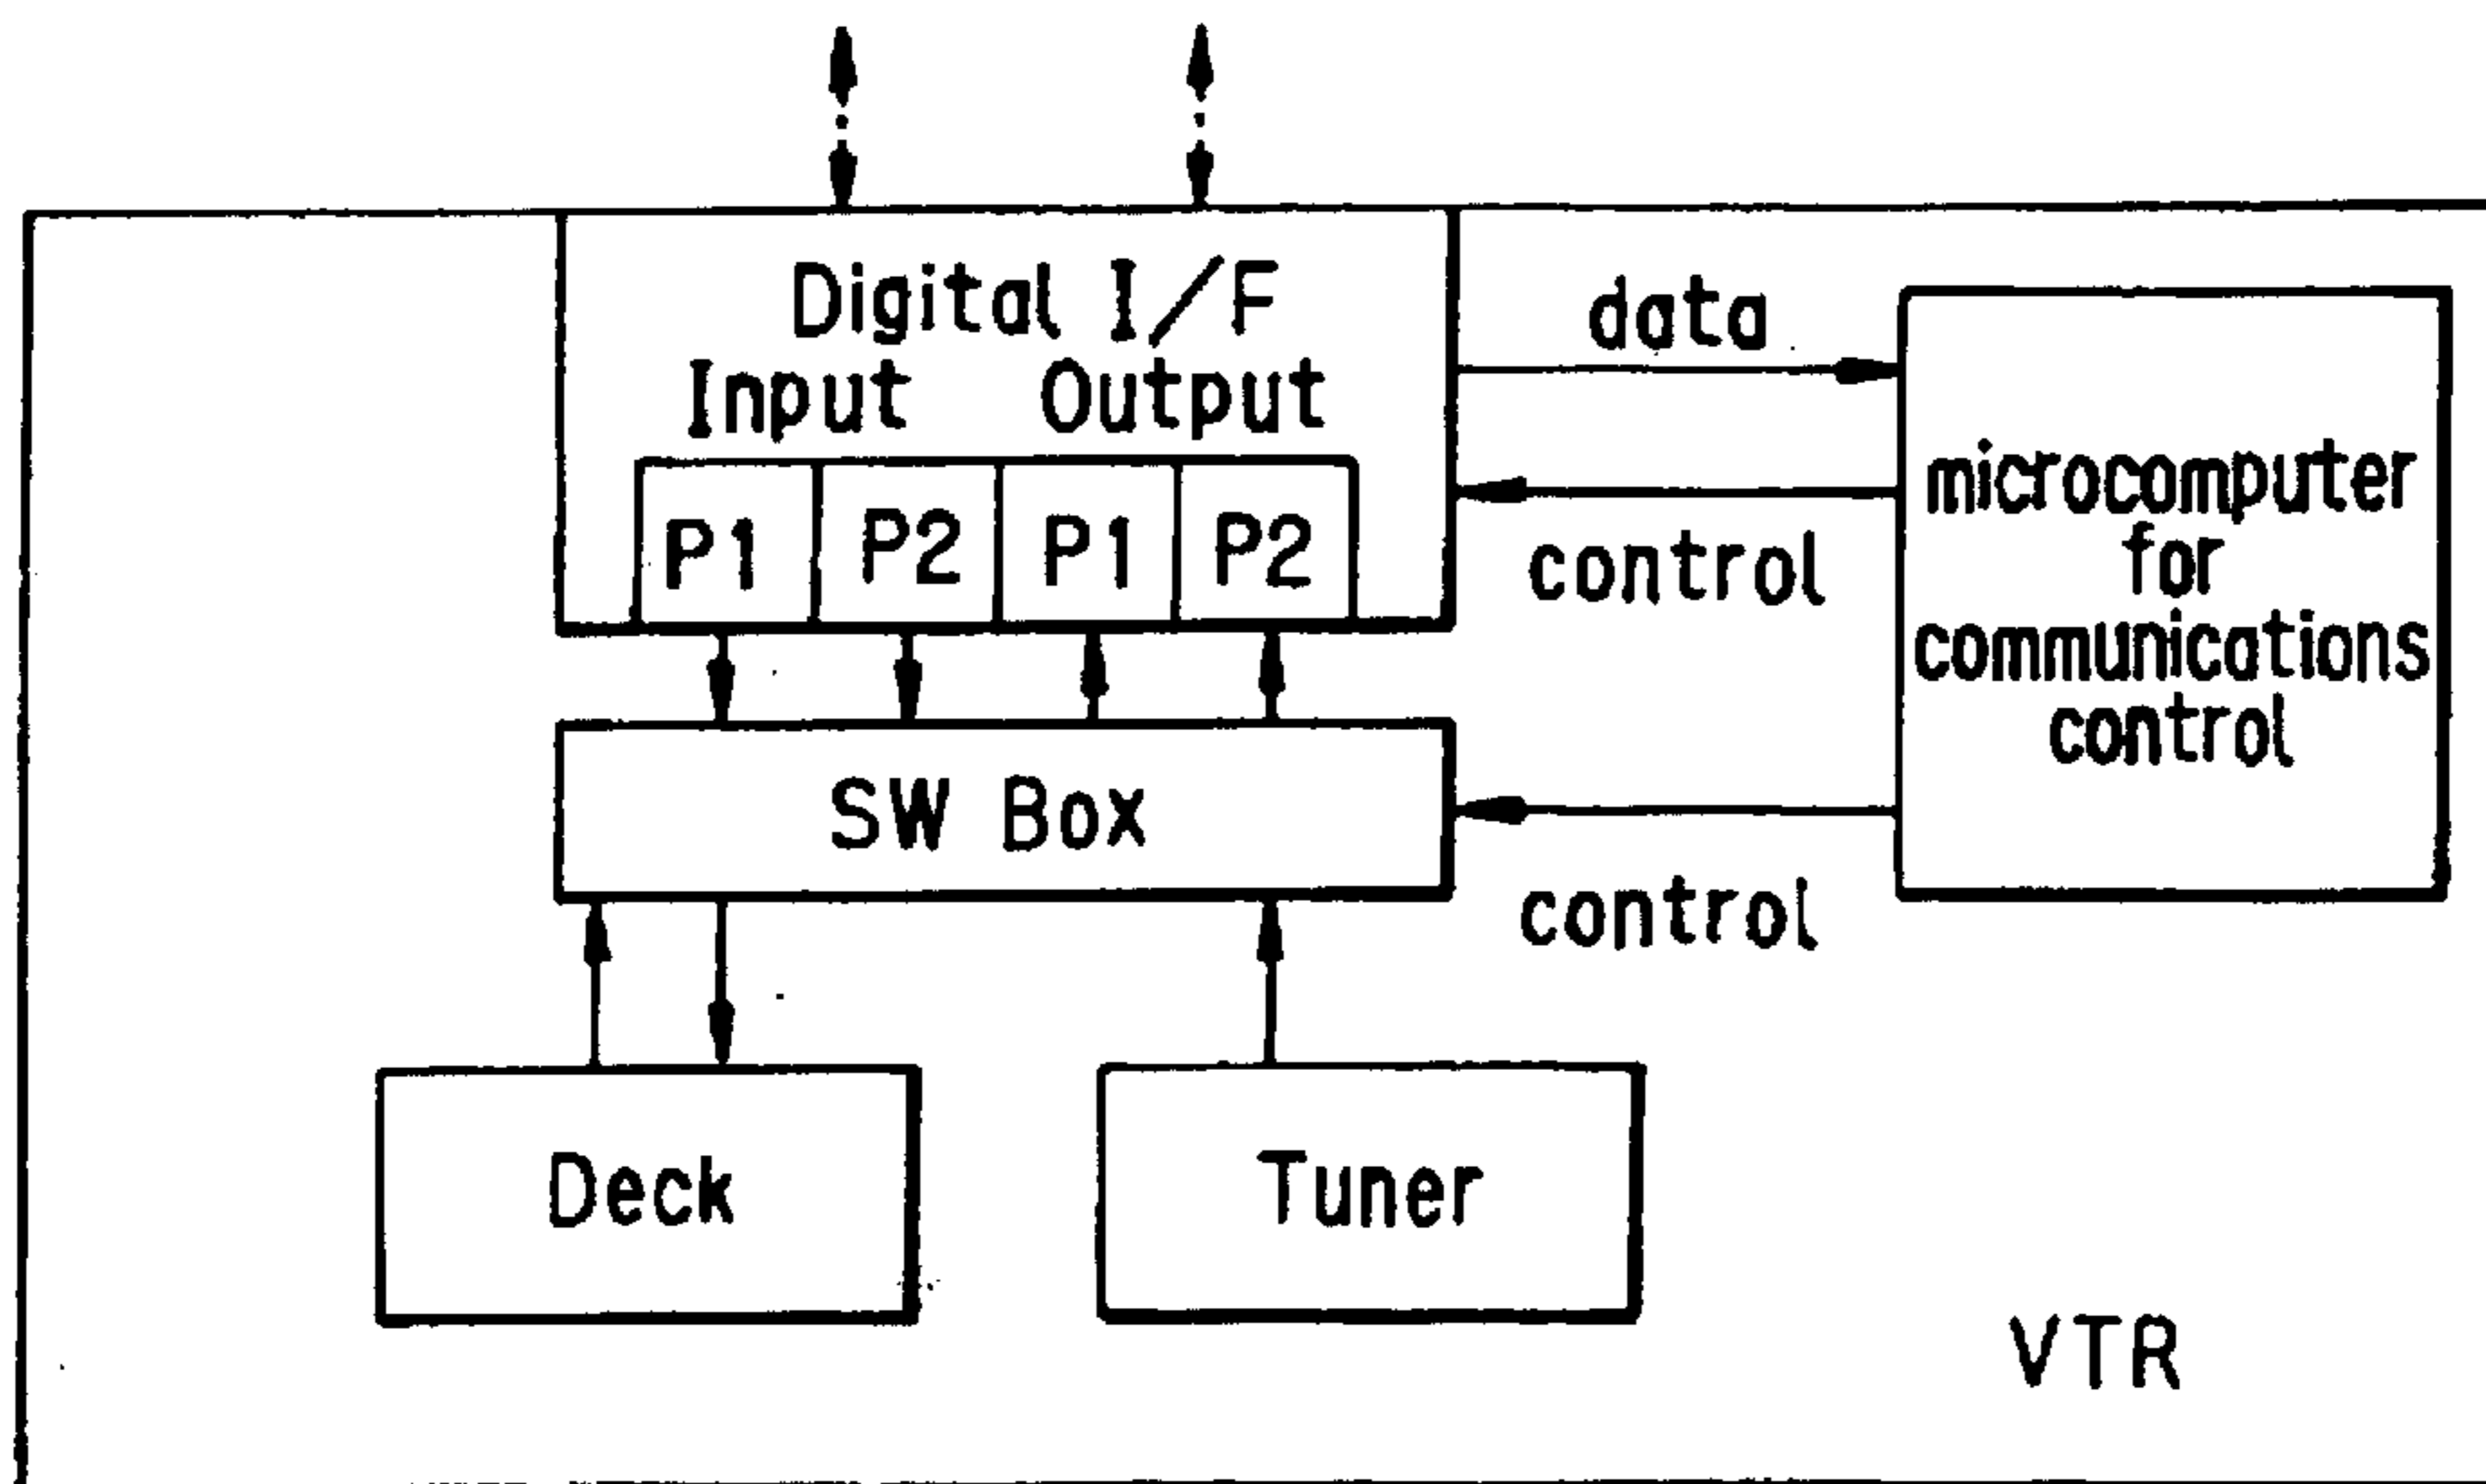 Digital I/F
Input Output
P1 P2 P1 P2
data
control
microcomputer
for
communications
control
SW Box
control
Deck
Tuner
VTR